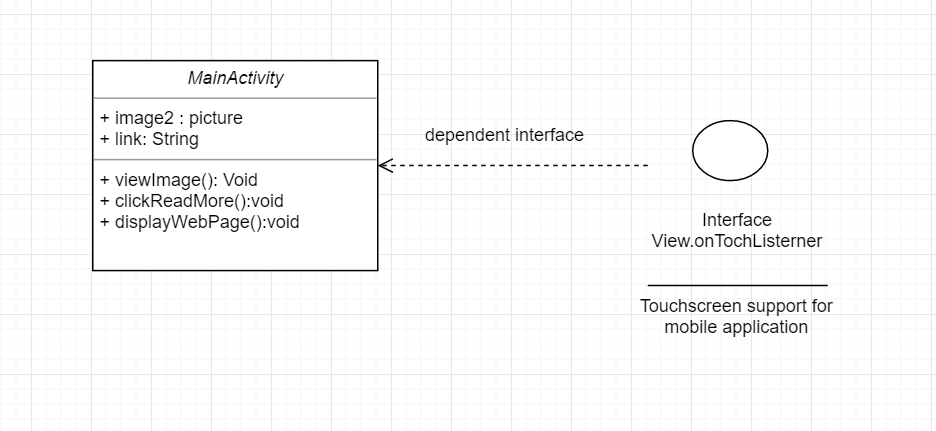 MainActivity
+ image2 : picture
+ link: String
+ viewImage(): Void
+ clickReadMore():void
+ displayWebPage():void
dependent interface
Interface
View.onTochListerner
Touchscreen support for
mobile application